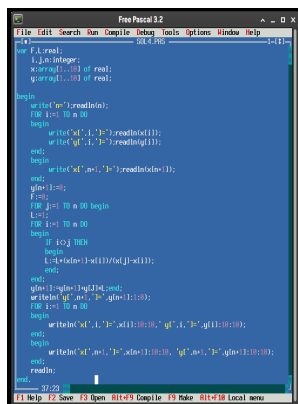 Free Pascal 3.2
File Edit Search Run Compile Debug Tools Options Window Help
SOL4.PAS 1
var F,L:real;
i,j,n:integer;
x:array[1..10] of real;
y:array[1..10] of real;
begin
write('n=');readln(n);
FOR i:=1 TO n DO
begin
write('x[',i,']=');readln(x[i]);
write('y[',i,']=');readln(y[i]);
end;
begin
write('x[',n+1,']=');readln(x[n+1]);
end;
y[n+1]:=0;
F:=0;
FOR j:=1 TO n DO begin
L:=1;
FOR i:=1 TO n DO
begin
IF i<>j THEN
begin
L:=L*(x[n+1]-x[i])/(x[j]-x[i]);
end;
end;
y[n+1]:=y[n+1]+y[J]*L;end;
writeln('y[',n+1,']=',y[n+1]:1:0);
FOR i:=1 TO n DO
begin
writeln('x[',i,']=',x[i]:10:10,' y[',i,']=',y[i]:10:10);
end;
begin
writeln('x[',n+1,']=',x[n+1]:10:10, 'y[',n+1,']=',y[n+1]:10:10);
end;
readln;
end.
37:23
F1 Help F2 Save F3 Open Alt+F9 Compile F9 Make Alt+F10 Local menu